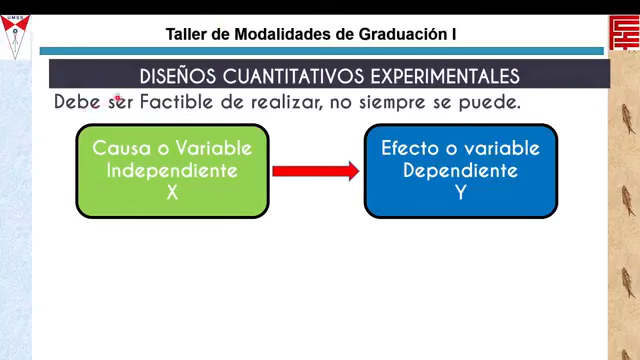 UMSS
Taller de Modalidades de Graduación I
DISEÑOS CUANTITATIVOS EXPERIMENTALES
Debe ser Factible de realizar, no siempre se puede.
Causa o Variable
Independiente
X
Efecto o variable
Dependiente
Y